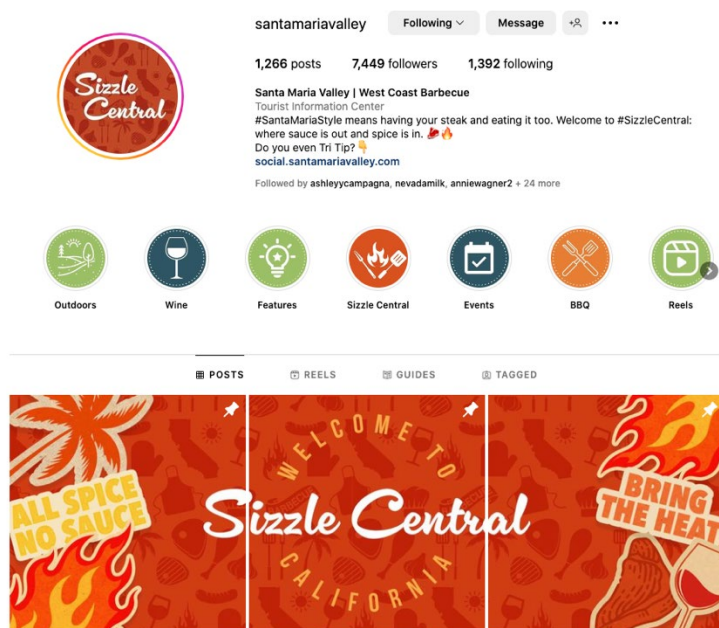 santamariavalley Following Message
1,266 posts 7,449 followers 1,392 following
Santa Maria Valley | West Coast Barbecue
Tourist Information Center
#SantaMariaStyle means having your steak and eating it too. Welcome to #SizzleCentral:
where sauce is out and spice is in. 🥩🔥
Do you even Tri Tip? 👇
social.santamariavalley.com
Followed by ashleyycampagna, nevadamilk, anniewagner2 + 24 more
Sizzle
Central
Outdoors Wine Features Sizzle Central Events BBQ Reels
POSTS REELS GUIDES TAGGED
ALL SPICE
NO SAUCE
WELCOME TO
Sizzle Central
CALIFORNIA
BRING
THE HEAT